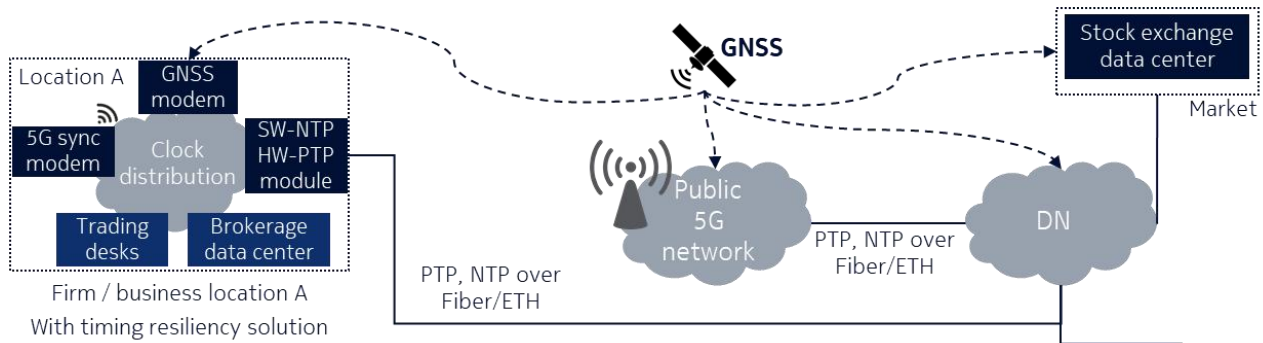 Location A
GNSS
modem
5G sync
modem
Clock
distribution
SW-NTP
HW-PTP
module
Trading
desks
Brokerage
data center
Firm / business location A
With timing resiliency solution
PTP, NTP over
Fiber/ETH
GNSS
Public
5G
network
PTP, NTP over
Fiber/ETH
DN
Stock exchange
data center
Market